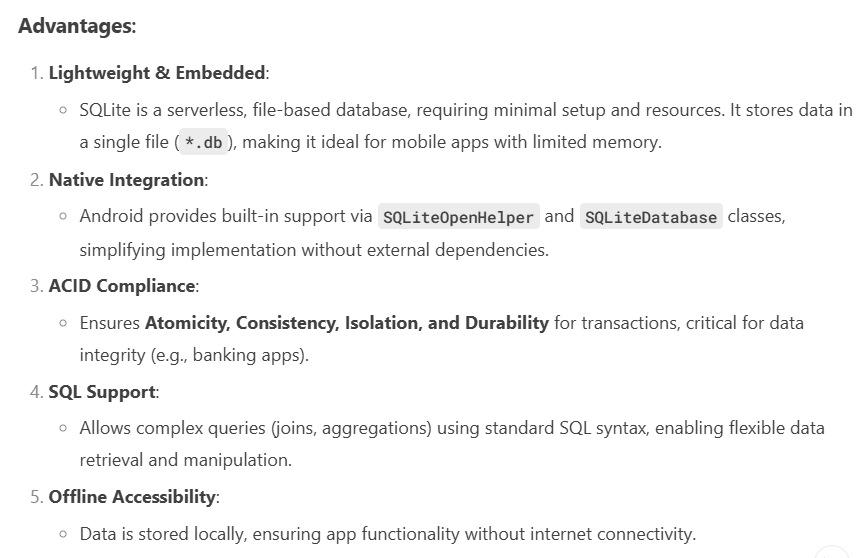 Advantages:
1. Lightweight & Embedded:
SQLite is a serverless, file-based database, requiring minimal setup and resources. It stores data in
a single file (*.db), making it ideal for mobile apps with limited memory.
2. Native Integration:
Android provides built-in support via SQLiteOpenHelper and SQLiteDatabase classes,
simplifying implementation without external dependencies.
3. ACID Compliance:
Ensures Atomicity, Consistency, Isolation, and Durability for transactions, critical for data
integrity (e.g., banking apps).
4. SQL Support:
Allows complex queries (joins, aggregations) using standard SQL syntax, enabling flexible data
retrieval and manipulation.
5. Offline Accessibility:
Data is stored locally, ensuring app functionality without internet connectivity.